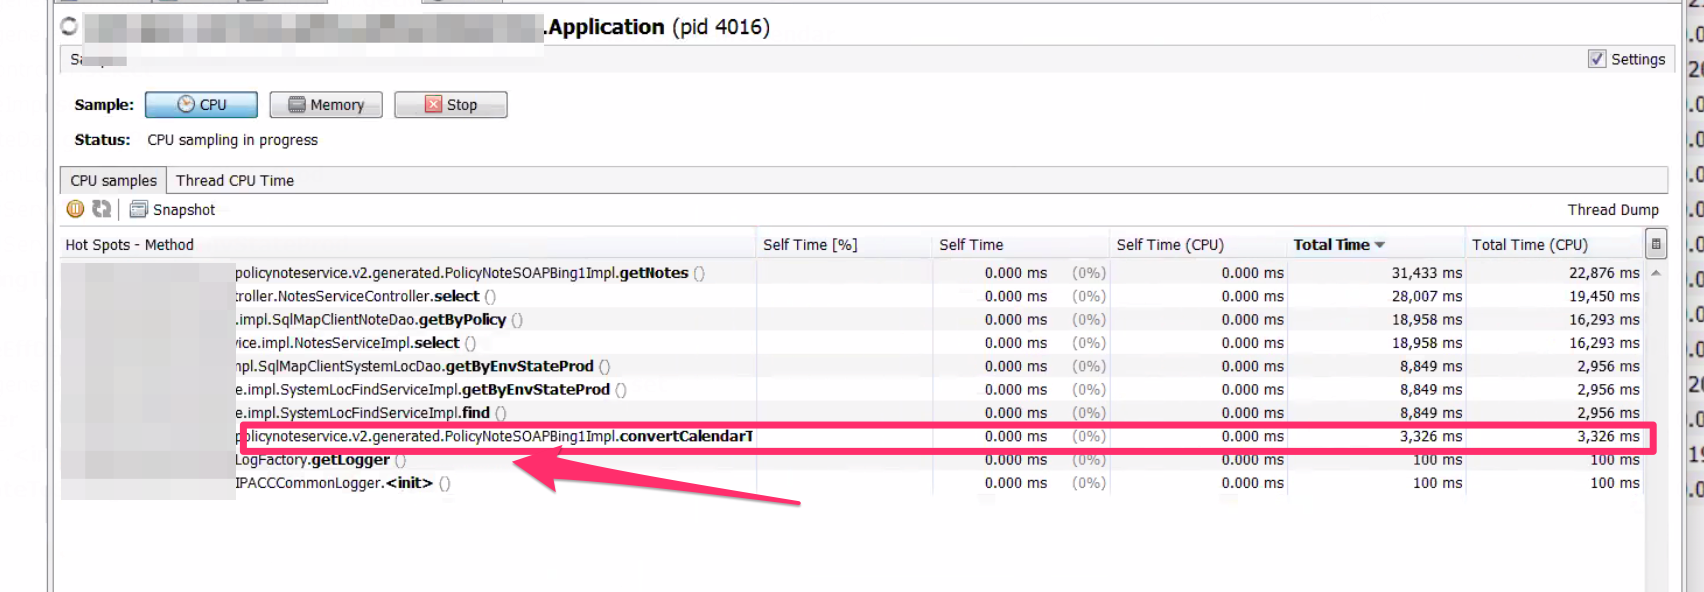 .Application (pid 4016)
Settings
Sample: CPU Memory Stop
Status: CPU sampling in progress
CPU samples Thread CPU Time
Snapshot Thread Dump
Hot Spots - Method Self Time [%] Self Time Self Time (CPU) Total Time Total Time (CPU)
policynoteservice.v2.generated.PolicyNoteSOAPBing1Impl.getNotes () 0.000 ms (0%) 0.000 ms 31,433 ms 22,876 ms
troller.NotesServiceController.select () 0.000 ms (0%) 0.000 ms 28,007 ms 19,450 ms
.impl.SqlMapClientNoteDao.getByPolicy () 0.000 ms (0%) 0.000 ms 18,958 ms 16,293 ms
vice.impl.NotesServiceImpl.select () 0.000 ms (0%) 0.000 ms 18,958 ms 16,293 ms
mpl.SqlMapClientSystemLocDao.getByEnvStateProd () 0.000 ms (0%) 0.000 ms 8,849 ms 2,956 ms
e.impl.SystemLocFindServiceImpl.getByEnvStateProd () 0.000 ms (0%) 0.000 ms 8,849 ms 2,956 ms
e.impl.SystemLocFindServiceImpl.find () 0.000 ms (0%) 0.000 ms 8,849 ms 2,956 ms
policynoteservice.v2.generated.PolicyNoteSOAPBing1Impl.convertCalendarT 0.000 ms (0%) 0.000 ms 3,326 ms 3,326 ms
LogFactory.getLogger () 0.000 ms (0%) 0.000 ms 100 ms 100 ms
IPACCCommonLogger.<init> () 0.000 ms (0%) 0.000 ms 100 ms 100 ms